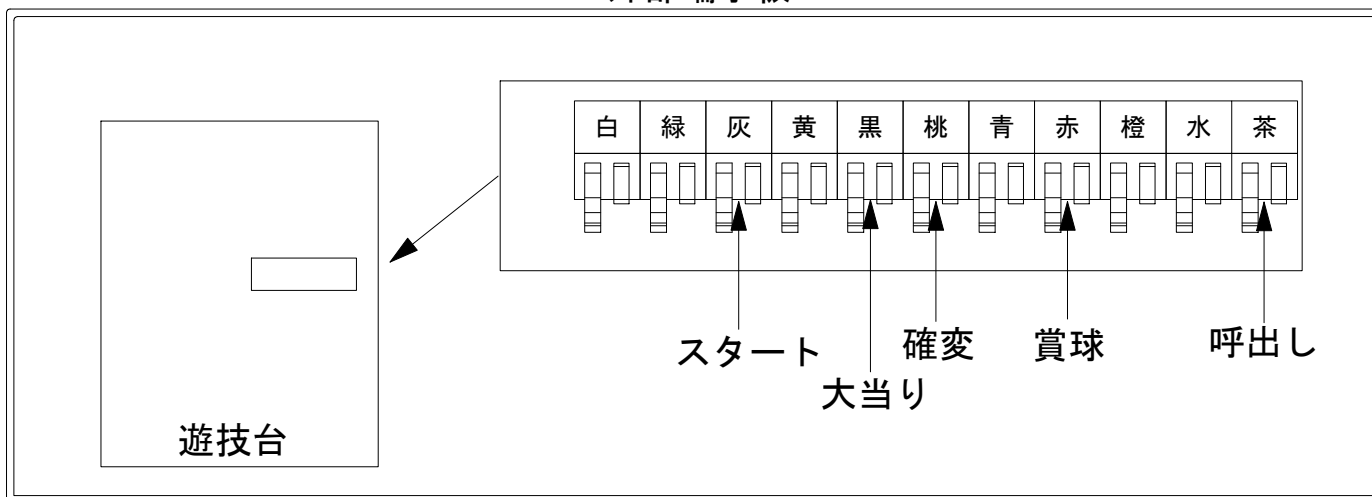 白 緑 灰 黄 黒 桃 青 赤 橙 水 茶
スタート
大当り
確変
賞球
呼出し
遊技台